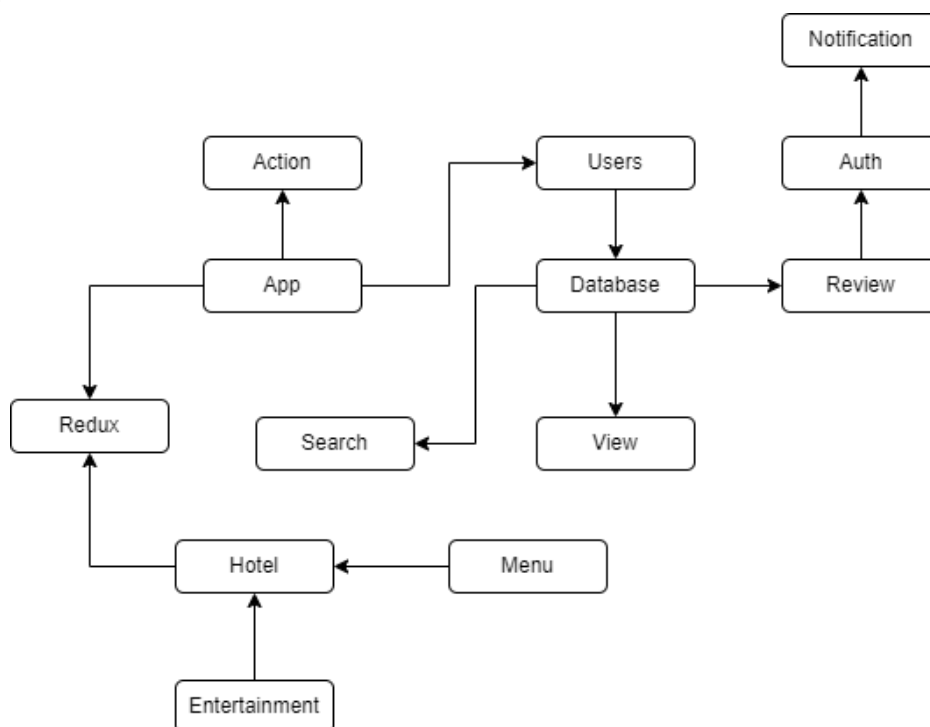 Notification
Action
Users
Auth
App
Database
Review
Redux
Search
View
Hotel
Menu
Entertainment